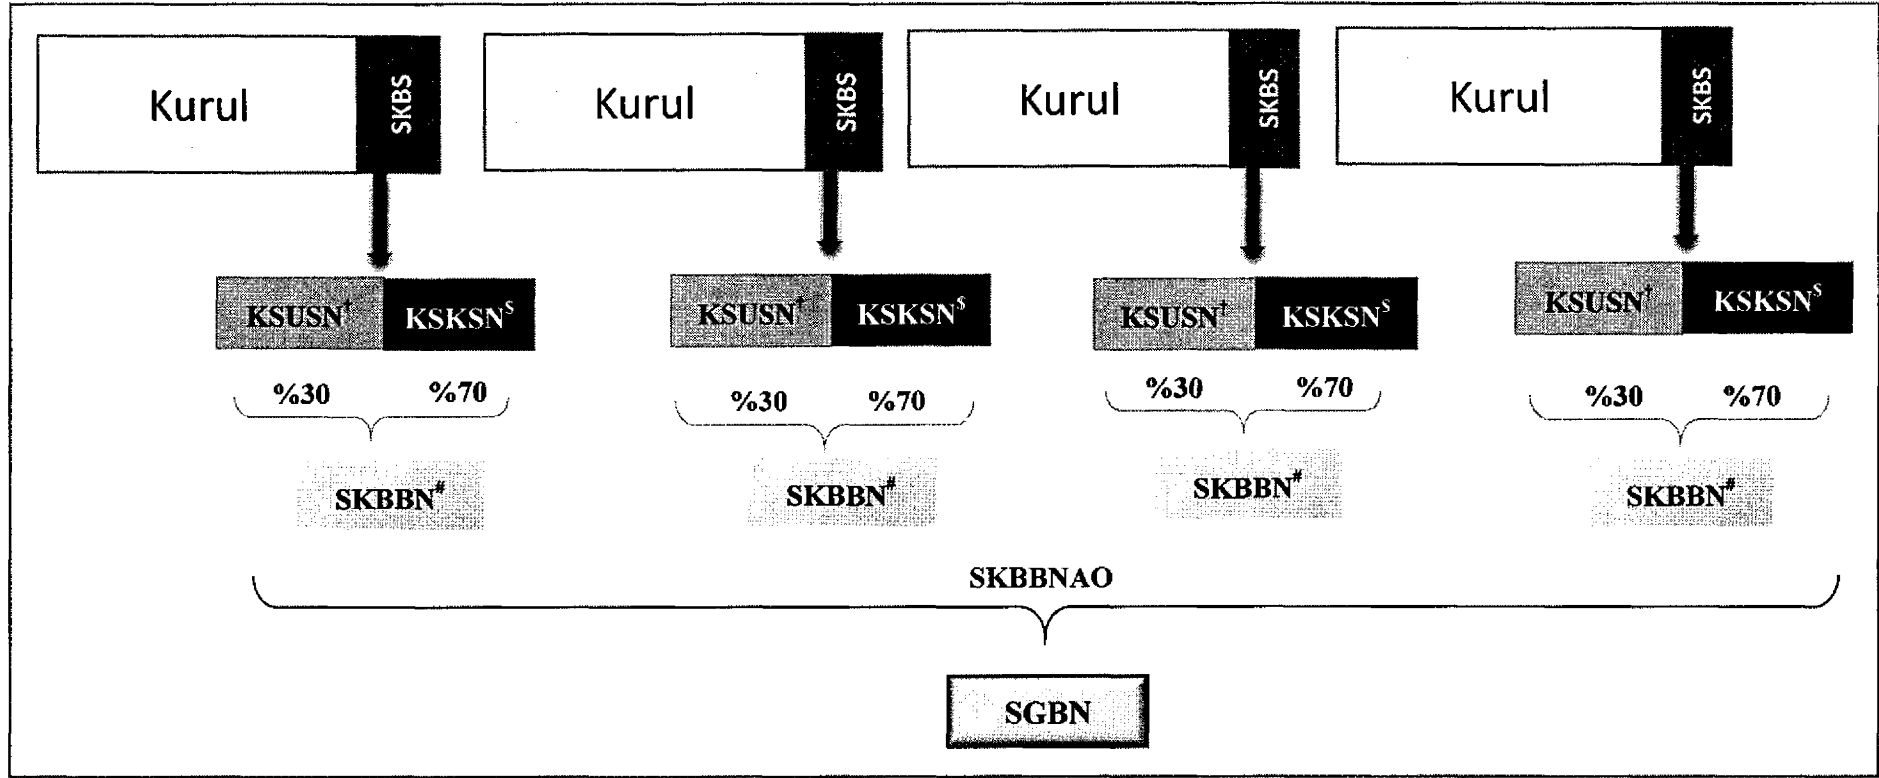 Kurul SKBS Kurul SKBS Kurul SKBS Kurul SKBS
KSUSN† KSKSN$ KSUSN† KSKSN$ KSUSN† KSKSN$ KSUSN† KSKSN$
%30 %70 %30 %70 %30 %70 %30 %70
SKBBN# SKBBN# SKBBN# SKBBN#
SKBBNAO
SGBN